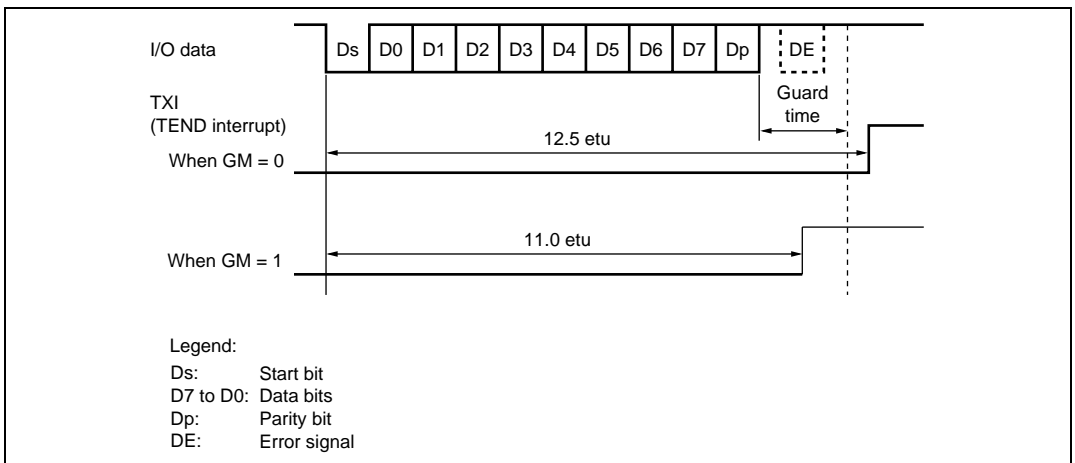 I/O data
Ds D0 D1 D2 D3 D4 D5 D6 D7 Dp DE
Guard
time
TXI
(TEND interrupt)
12.5 etu
When GM = 0
11.0 etu
When GM = 1
Legend:
Ds: Start bit
D7 to D0: Data bits
Dp: Parity bit
DE: Error signal